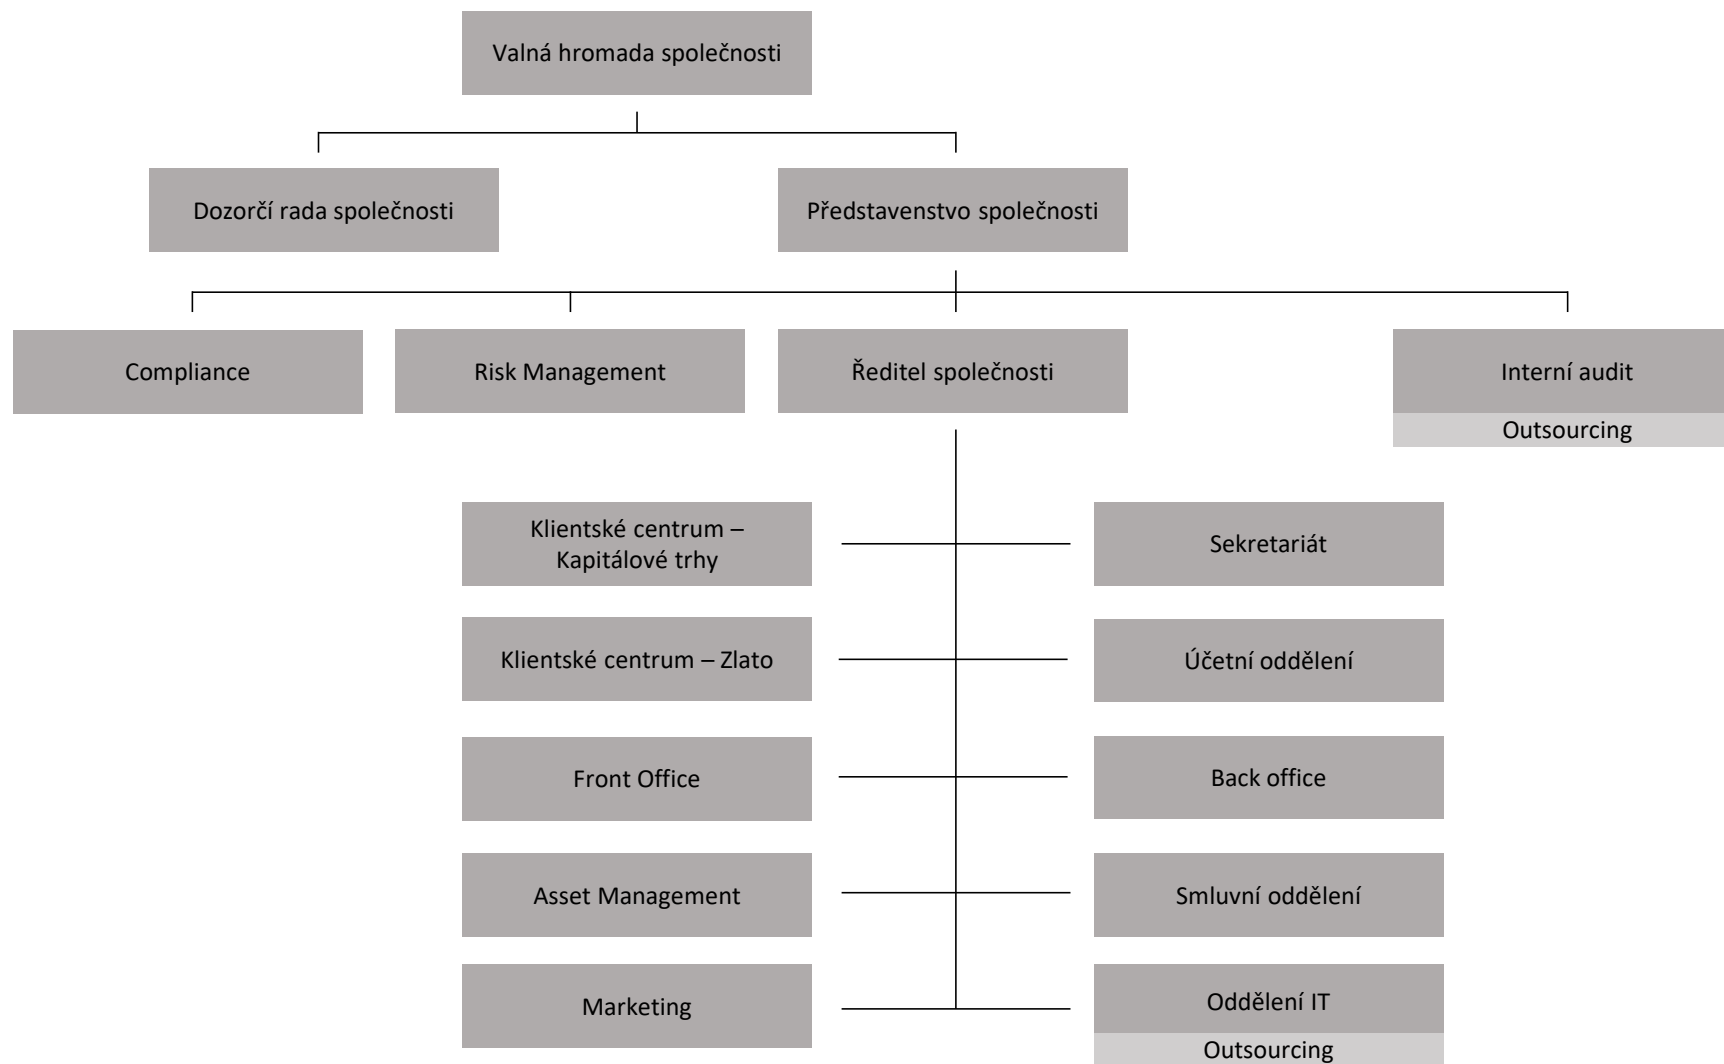 Valná hromada společnosti
Dozorčí rada společnosti
Představenstvo společnosti
Compliance
Risk Management
Ředitel společnosti
Interní audit
Outsourcing
Klientské centrum –
Kapitálové trhy
Sekretariát
Klientské centrum – Zlato
Účetní oddělení
Front Office
Back office
Asset Management
Smluvní oddělení
Marketing
Oddělení IT
Outsourcing